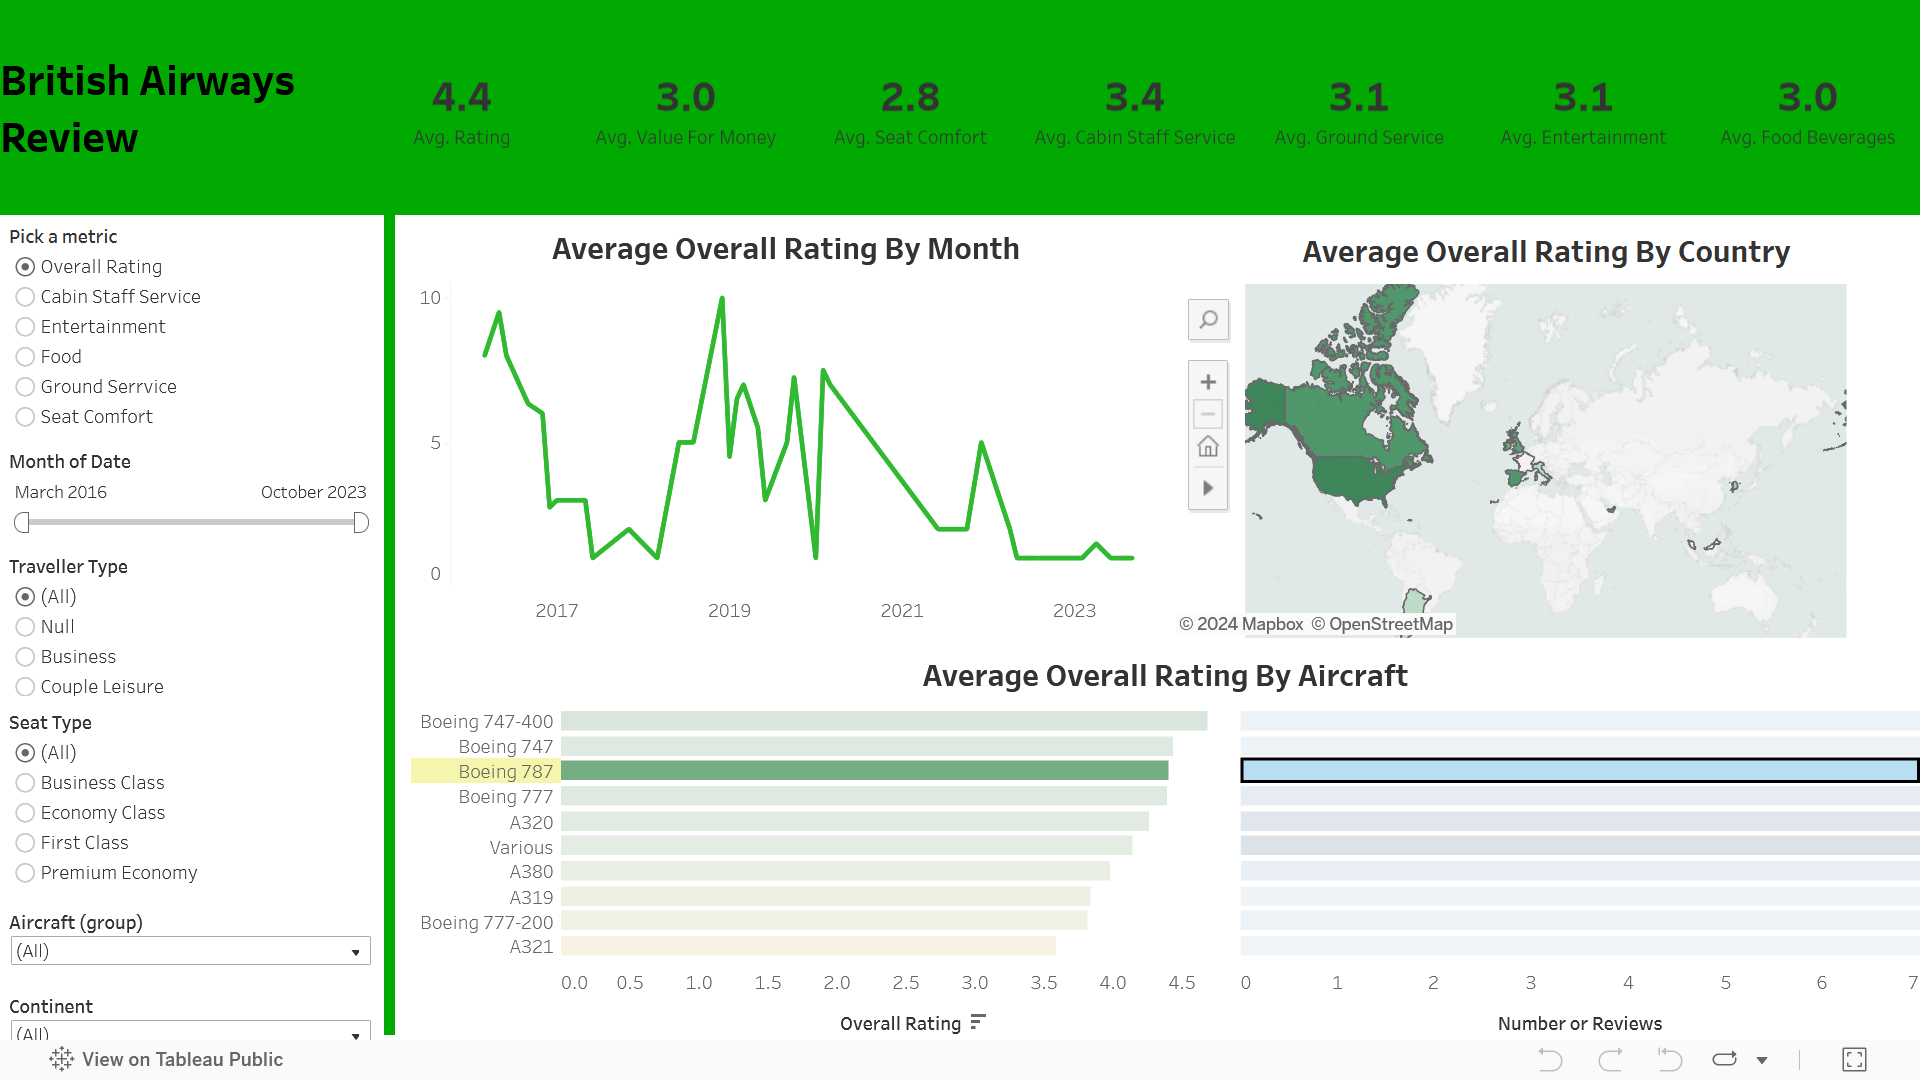 British Airways
Review
4.4
Avg. Rating
3.0
Avg. Value For Money
2.8
Avg. Seat Comfort
3.4
Avg. Cabin Staff Service
3.1
Avg. Ground Service
3.1
Avg. Entertainment
3.0
Avg. Food Beverages
Pick a metric
Overall Rating
Cabin Staff Service
Entertainment
Food
Ground Serrvice
Seat Comfort
Month of Date
March 2016
October 2023
Traveller Type
(All)
Null
Business
Couple Leisure
Seat Type
(All)
Business Class
Economy Class
First Class
Premium Economy
Aircraft (group)
(All)
Continent
(All)
Average Overall Rating By Month
10
5
0
2017 2019 2021 2023
Average Overall Rating By Country
© 2024 Mapbox © OpenStreetMap
Average Overall Rating By Aircraft
Boeing 747-400
Boeing 747
Boeing 787
Boeing 777
A320
Various
A380
A319
Boeing 777-200
A321
0.0 0.5 1.0 1.5 2.0 2.5 3.0 3.5 4.0 4.5
Overall Rating
0 1 2 3 4 5 6 7
Number or Reviews
View on Tableau Public